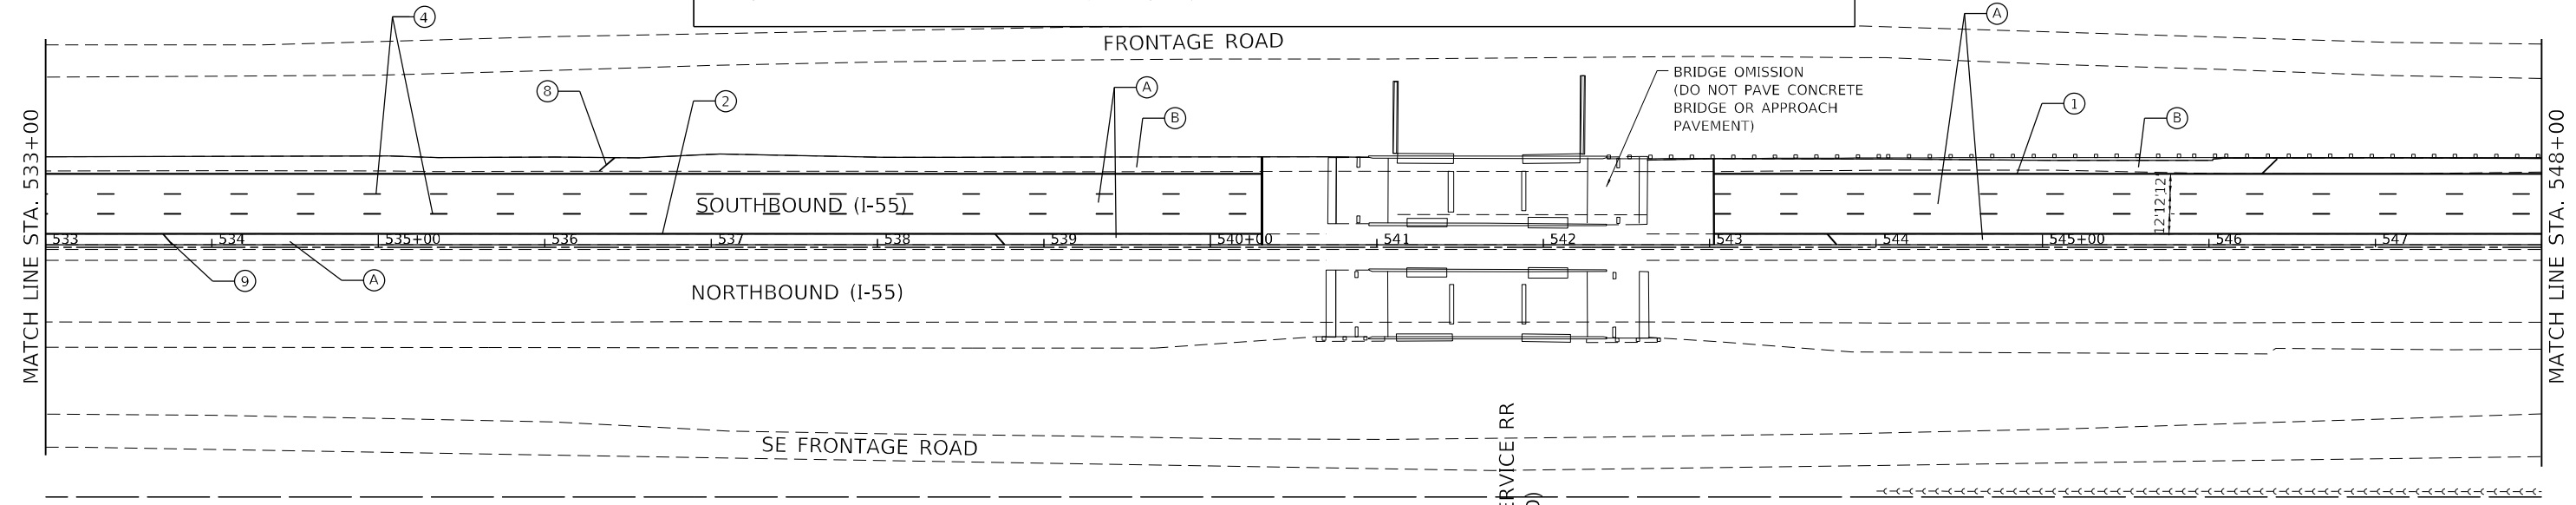 4
A
FRONTAGE ROAD
BRIDGE OMISSION
(DO NOT PAVE CONCRETE
BRIDGE OR APPROACH
PAVEMENT)
8
2
A
B
1
B
MATCH LINE STA. 533+00
MATCH LINE STA. 548+00
SOUTHBOUND (I-55)
12'12'12'
533 534 535+00 536 537 538 539 540+00 541 542 543 544 545+00 546 547
9
A
NORTHBOUND (I-55)
SE FRONTAGE ROAD
RR